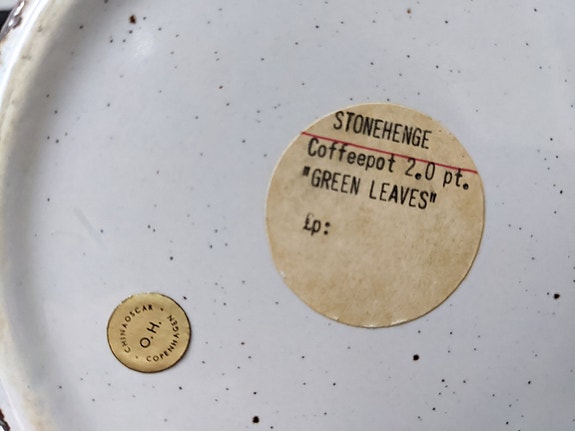 STONEHENGE
Coffeepot 2.0 pt.
"GREEN LEAVES"
£p:
CHINAOSCAR · COPENHAGEN ·
O.H.